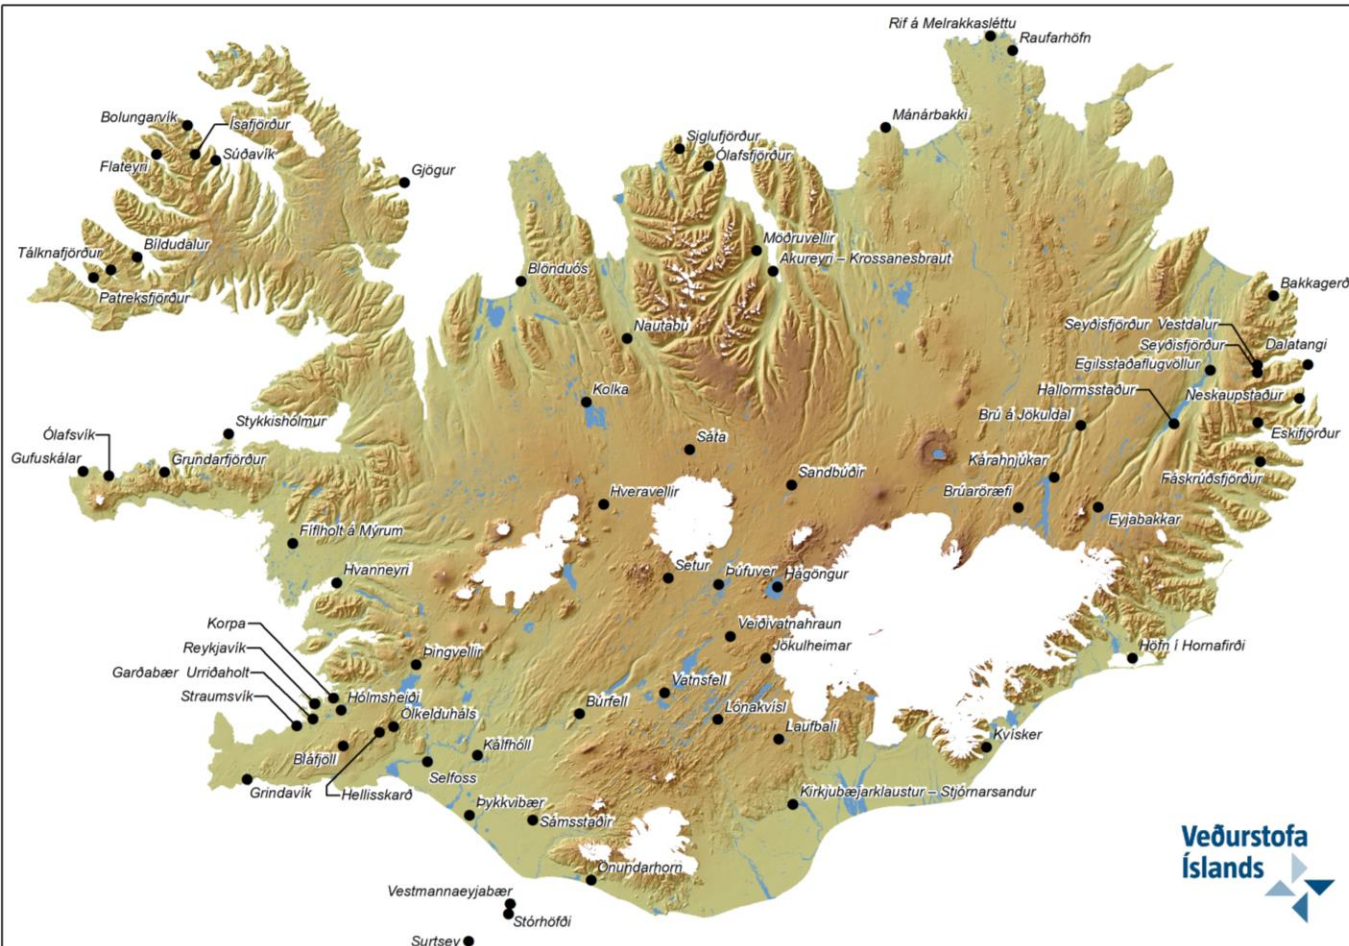 Rif á Melrakkasléttu
Raufarhöfn
Bolungarvík
Ísafjörður
Mánárbakki
Siglufjörður
Flateyri
Súðavík
Ólafsfjörður
Gjögur
Tálknafjörður
Bíldudalur
Möðruvellir
Akureyri – Krossanesbraut
Blönduós
Bakkagerð
Patreksfjörður
Nautabú
Seyðisfjörður Vestdalur
Seyðisfjörður
Dalatangi
Egilsstaðaflugvöllur
Kolka
Hallormsstaður
Neskaupstaður
Stykkishólmur
Brú á Jökuldal
Ólafsvík
Eskifjörður
Sáta
Gufuskálar
Grundarfjörður
Sandbúðir
Kárahnjúkar
Fáskrúðsfjörður
Hveravellir
Brúaröræfi
Eyjabakkar
Fíflholt á Mýrum
Hvanneyri
Setur
Þúfuver
Hágöngur
Korpa
Veiðivatnahraun
Reykjavík
Þingvellir
Jökulheimar
Höfn í Hornafirði
Garðabær Urriðaholt
Straumsvík
Hólmsheiði
Vatnsfell
Ölkelduháls
Búrfell
Lónakvísl
Laufbali
Kvísker
Bláfjöll
Kálfhóll
Selfoss
Grindavík
Hellisskarð
Kirkjubæjarklaustur – Stjórnarsandur
Þykkvibær
Sámsstaðir
Önundarhorn
Vestmannaeyjabær
Stórhöfði
Surtsey
Veðurstofa
Íslands